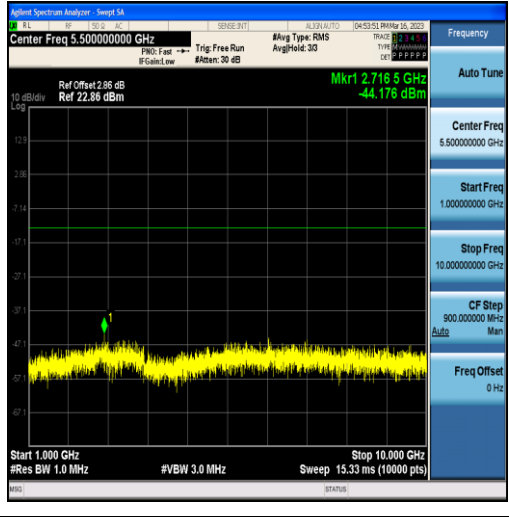 Agilent Spectrum Analyzer - Swept SA
RL RF 50 Ω AC SENSE:INT ALIGN AUTO 04:53:51 PM Mar 16, 2023
Center Freq 5.500000000 GHz
PNO: Fast
IFGain:Low
Trig: Free Run
#Atten: 30 dB
#Avg Type: RMS
Avg|Hold: 3/3
TRACE 1 2 3 4 5 6
TYPE M
DET P P P P P P
Frequency
Mkr1 2.716 5 GHz
-44.176 dBm
Ref Offset 2.86 dB
10 dB/div Ref 22.86 dBm
Log
12.9
2.86
-7.14
-17.1
-27.1
-37.1
-47.1
-57.1
-67.1
1
Start 1.000 GHz
Stop 10.000 GHz
#Res BW 1.0 MHz
#VBW 3.0 MHz
Sweep 15.33 ms (10000 pts)
MSG
STATUS
Auto Tune
Center Freq
5.500000000 GHz
Start Freq
1.000000000 GHz
Stop Freq
10.000000000 GHz
CF Step
900.000000 MHz
Auto Man
Freq Offset
0 Hz